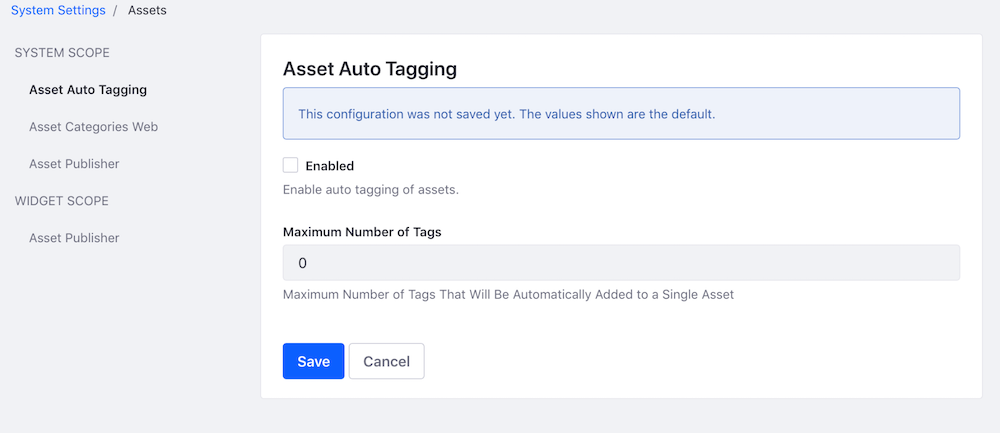 System Settings / Assets
SYSTEM SCOPE
Asset Auto Tagging
Asset Categories Web
Asset Publisher
WIDGET SCOPE
Asset Publisher
Asset Auto Tagging
This configuration was not saved yet. The values shown are the default.
Enabled
Enable auto tagging of assets.
Maximum Number of Tags
0
Maximum Number of Tags That Will Be Automatically Added to a Single Asset
Save Cancel